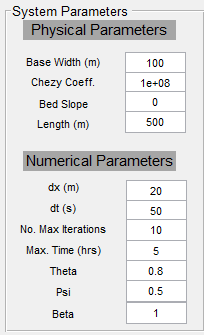 System Parameters
Physical Parameters
Base Width (m) 100
Chezy Coeff. 1e+08
Bed Slope 0
Length (m) 500
Numerical Parameters
dx (m) 20
dt (s) 50
No. Max Iterations 10
Max. Time (hrs) 5
Theta 0.8
Psi 0.5
Beta 1